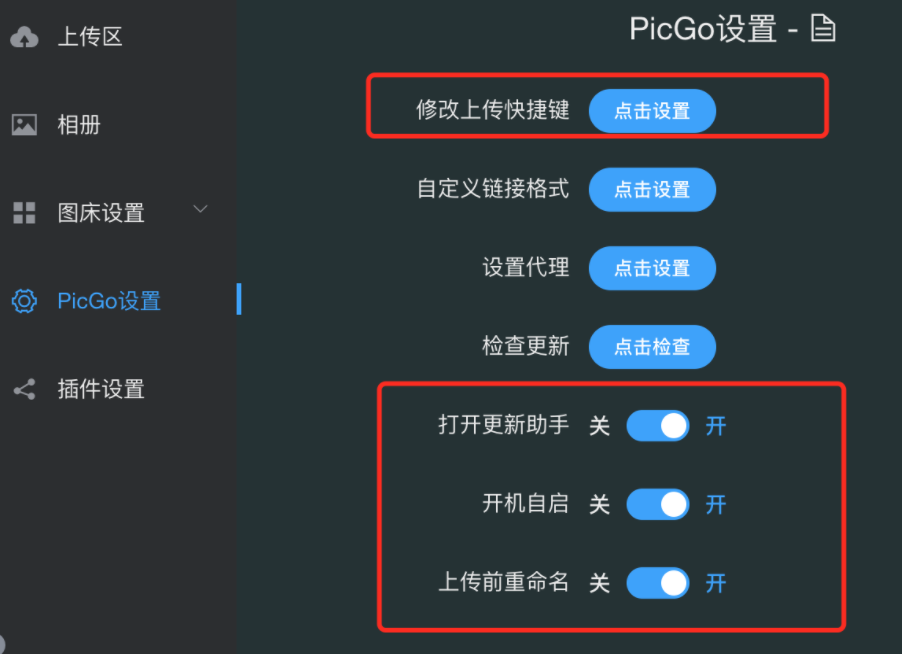 上传区
相册
图床设置
PicGo设置
插件设置
PicGo设置 -
修改上传快捷键 点击设置
自定义链接格式 点击设置
设置代理 点击设置
检查更新 点击检查
打开更新助手 关 开
开机自启 关 开
上传前重命名 关 开